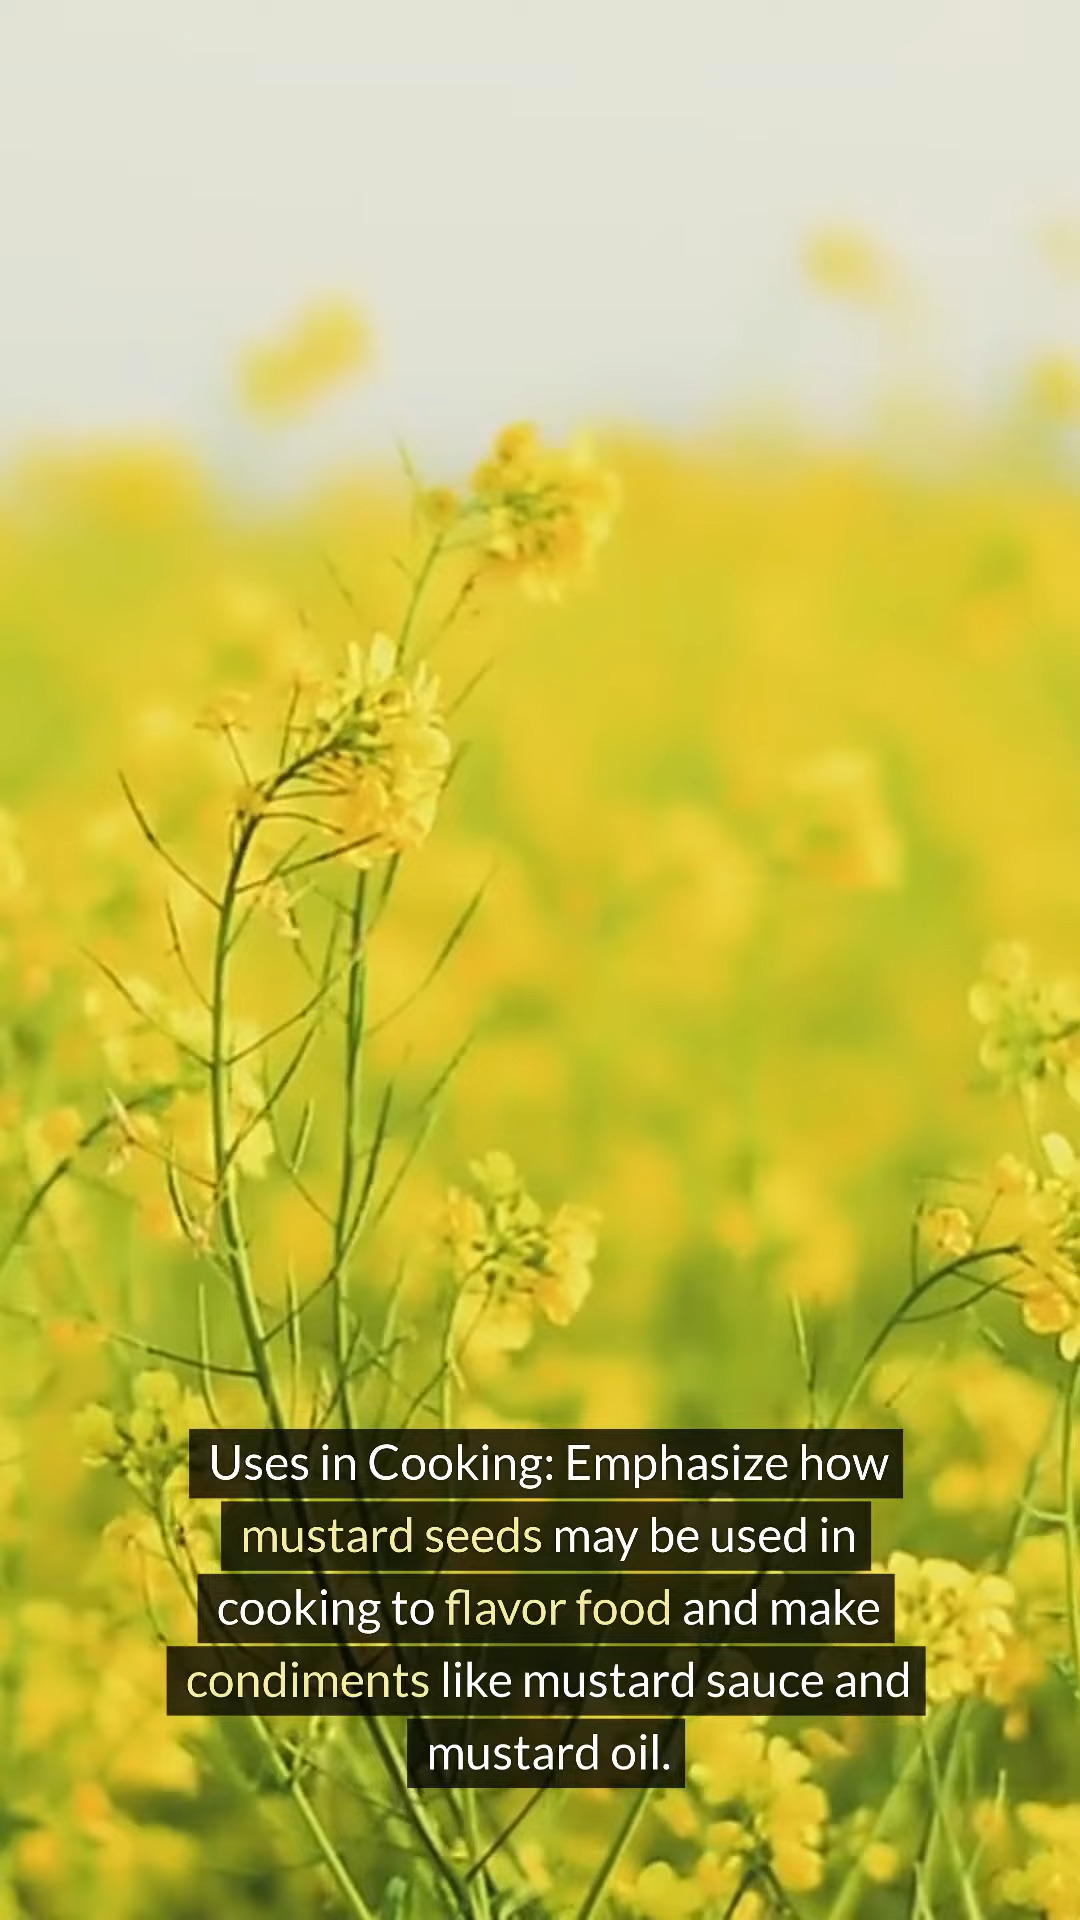 Uses in Cooking: Emphasize how
mustard seeds may be used in
cooking to flavor food and make
condiments like mustard sauce and
mustard oil.